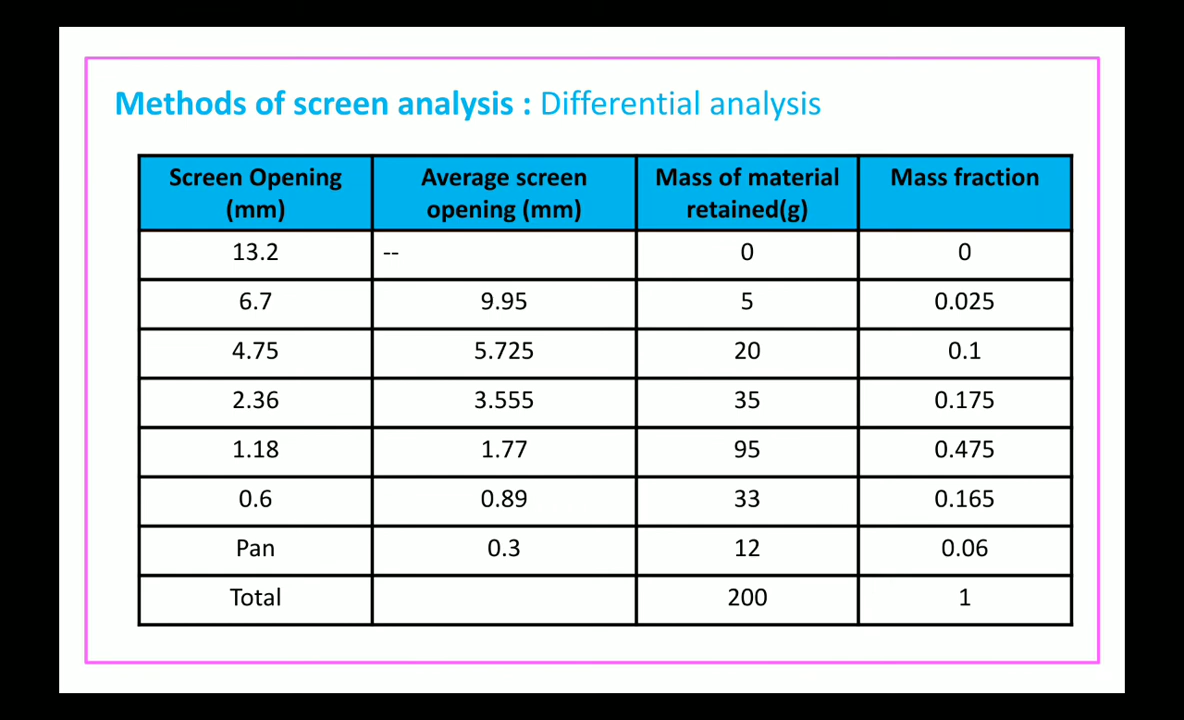 Methods of screen analysis : Differential analysis
Screen Opening (mm) Average screen opening (mm) Mass of material retained(g) Mass fraction
13.2 -- 0 0
6.7 9.95 5 0.025
4.75 5.725 20 0.1
2.36 3.555 35 0.175
1.18 1.77 95 0.475
0.6 0.89 33 0.165
Pan 0.3 12 0.06
Total 200 1